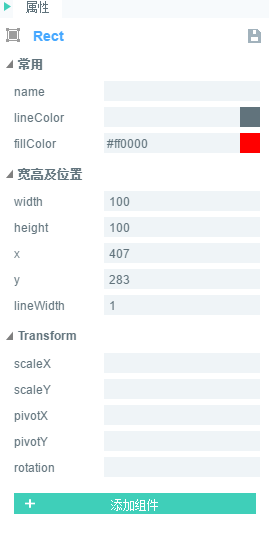 属性
Rect
常用
name
lineColor
fillColor #ff0000
宽高及位置
width 100
height 100
x 407
y 283
lineWidth 1
Transform
scaleX
scaleY
pivotX
pivotY
rotation
+ 添加组件